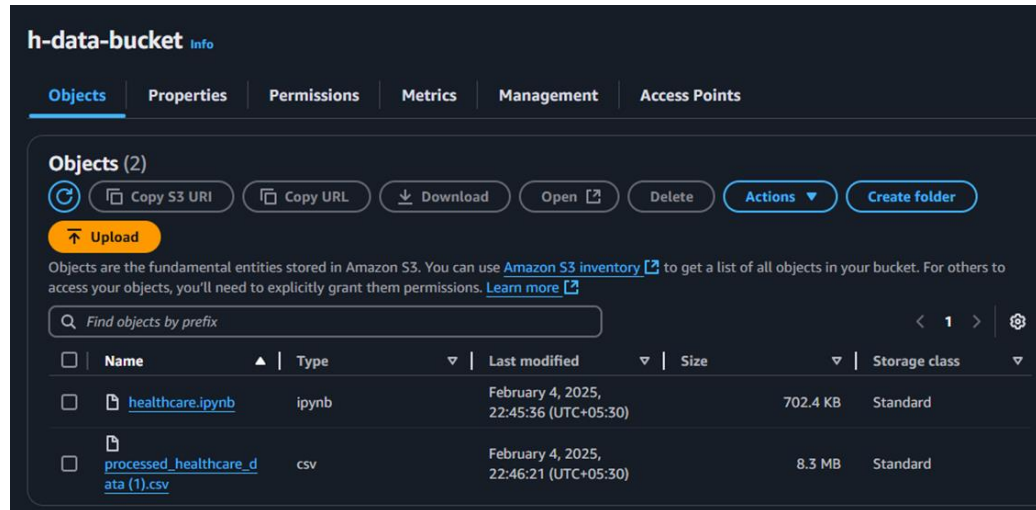 h-data-bucket Info
Objects Properties Permissions Metrics Management Access Points
Objects (2)
Copy S3 URI Copy URL Download Open Delete Actions Create folder
Upload
Objects are the fundamental entities stored in Amazon S3. You can use Amazon S3 inventory to get a list of all objects in your bucket. For others to
access your objects, you'll need to explicitly grant them permissions. Learn more
Find objects by prefix 1
Name Type Last modified Size Storage class
healthcare.ipynb ipynb February 4, 2025, 702.4 KB Standard
22:45:36 (UTC+05:30)
processed_healthcare_d csv February 4, 2025, 8.3 MB Standard
ata (1).csv 22:46:21 (UTC+05:30)